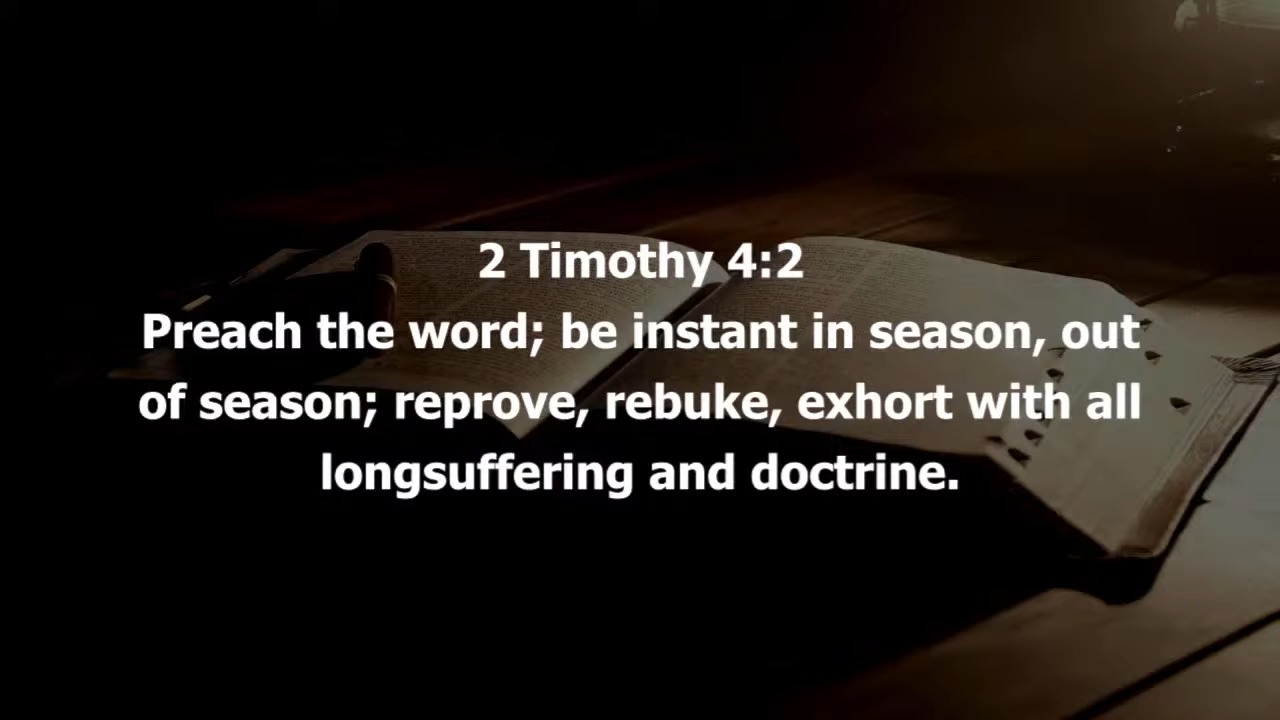 2 Timothy 4:2
Preach the word; be instant in season, out
of season; reprove, rebuke, exhort with all
longsuffering and doctrine.